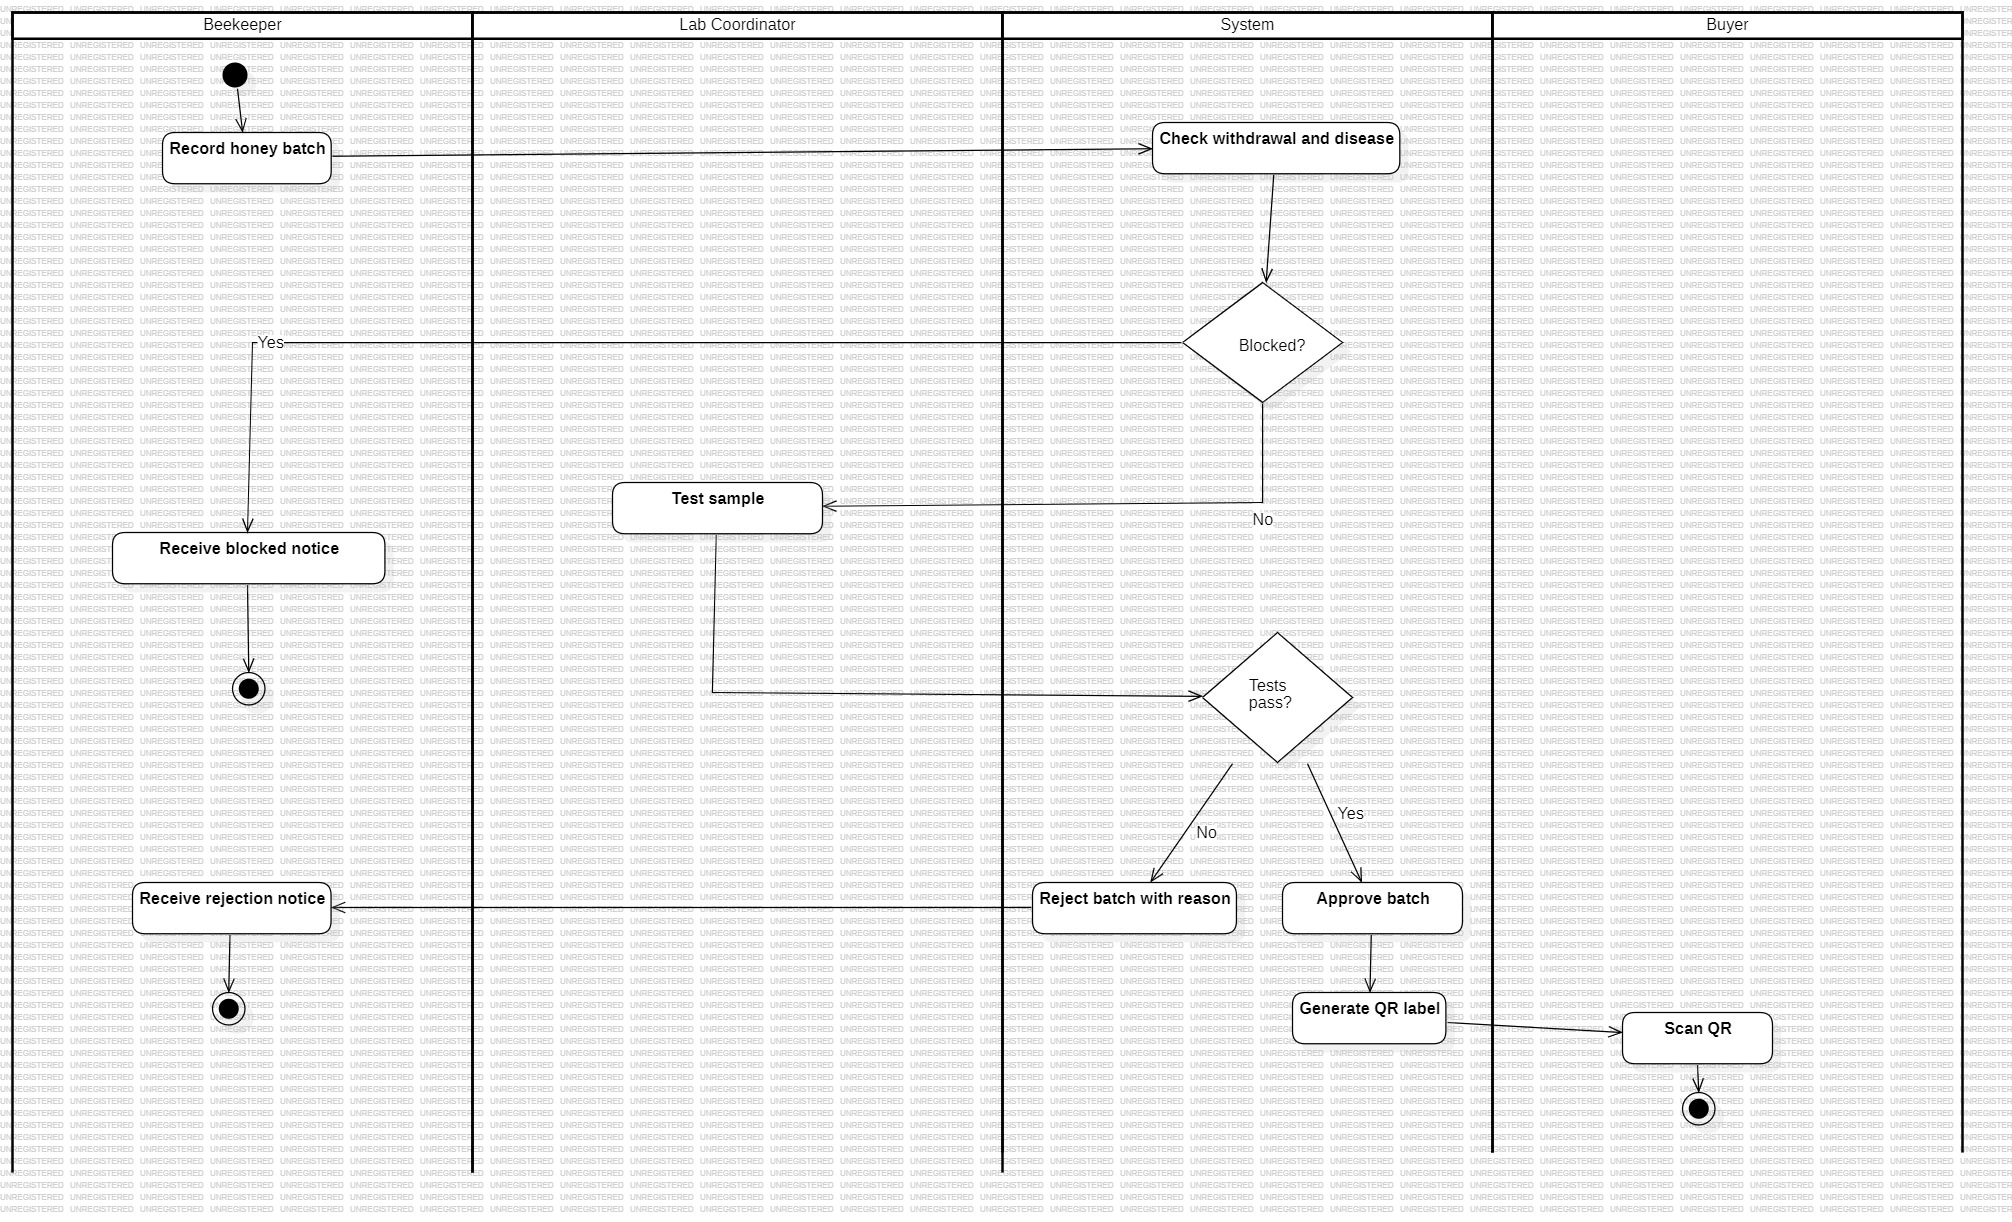 Beekeeper
Lab Coordinator
System
Buyer
Record honey batch
Check withdrawal and disease
Blocked?
Yes
No
Test sample
Receive blocked notice
Tests
pass?
No
Yes
Receive rejection notice
Reject batch with reason
Approve batch
Generate QR label
Scan QR
UNREGISTERED